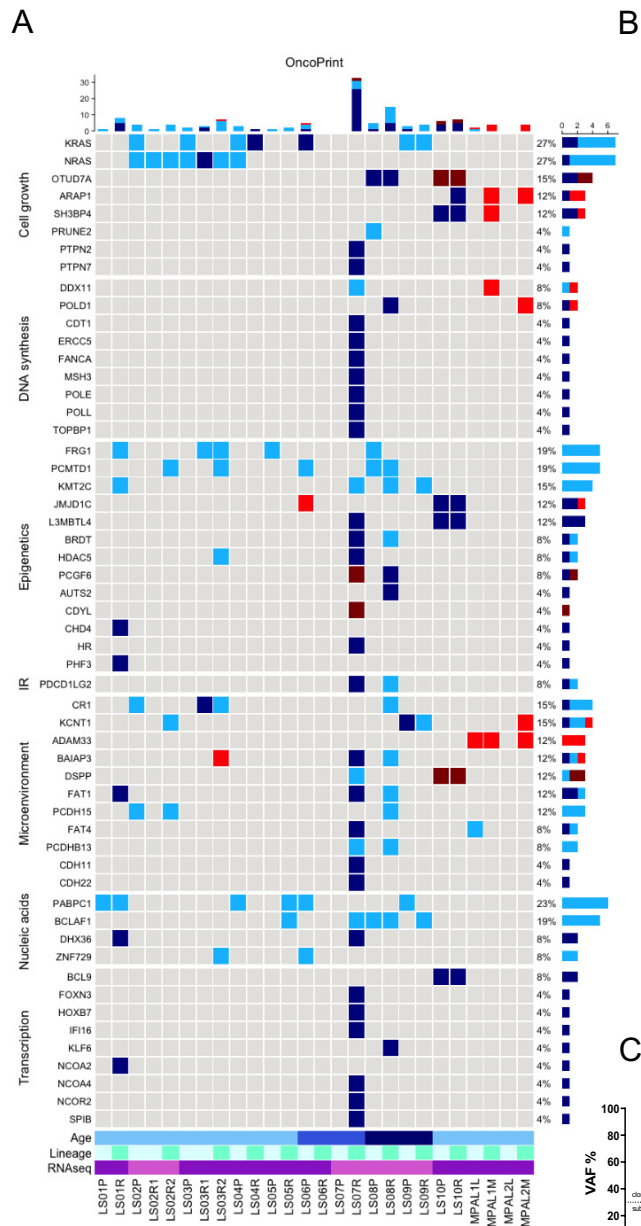 A
B
OncoPrint
30
20
10
0
0 2 4 6
Cell growth
KRAS 27%
NRAS 27%
OTUD7A 15%
ARAP1 12%
SH3BP4 12%
PRUNE2 4%
PTPN2 4%
PTPN7 4%
DNA synthesis
DDX11 8%
POLD1 8%
CDT1 4%
ERCC5 4%
FANCA 4%
MSH3 4%
POLE 4%
POLL 4%
TOPBP1 4%
Epigenetics
FRG1 19%
PCMTD1 19%
KMT2C 15%
JMJD1C 12%
L3MBTL4 12%
BRDT 8%
HDAC5 8%
PCGF6 8%
AUTS2 4%
CDYL 4%
CHD4 4%
HR 4%
PHF3 4%
IR
PDCD1LG2 8%
Microenvironment
CR1 15%
KCNT1 15%
ADAM33 12%
BAIAP3 12%
DSPP 12%
FAT1 12%
PCDH15 12%
FAT4 8%
PCDHB13 8%
CDH11 4%
CDH22 4%
Nucleic acids
PABPC1 23%
BCLAF1 19%
DHX36 8%
ZNF729 8%
Transcription
BCL9 8%
FOXN3 4%
HOXB7 4%
IFI16 4%
KLF6 4%
NCOA2 4%
NCOA4 4%
NCOR2 4%
SPIB 4%
Age
Lineage
RNAseq
LS01P
LS01R
LS02P
LS02R1
LS02R2
LS03P
LS03R1
LS03R2
LS04P
LS04R
LS05P
LS05R
LS06P
LS06R
LS07P
LS07R
LS08P
LS08R
LS09P
LS09R
LS10P
LS10R
MPAL1L
MPAL1M
MPAL2L
MPAL2M
C
VAF %
100
80
60
40
20
clo
su